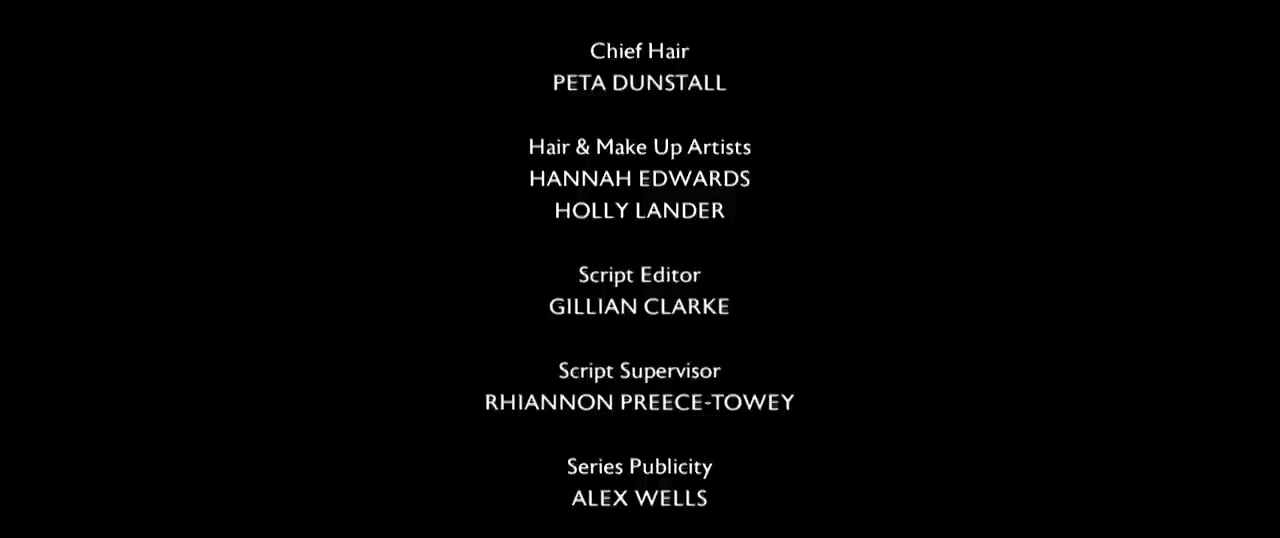 Chief Hair
PETA DUNSTALL
Hair & Make Up Artists
HANNAH EDWARDS
HOLLY LANDER
Script Editor
GILLIAN CLARKE
Script Supervisor
RHIANNON PREECE-TOWEY
Series Publicity
ALEX WELLS